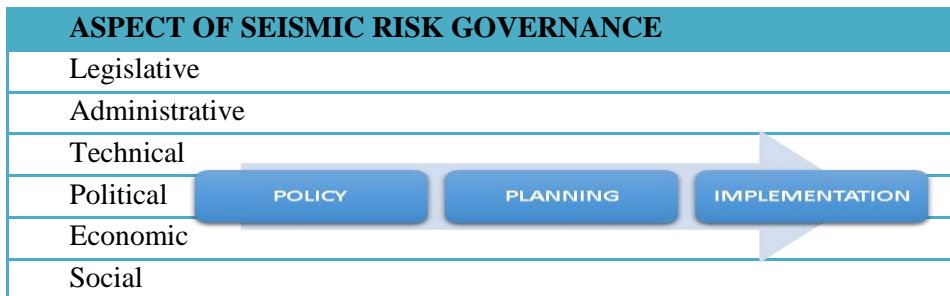 ASPECT OF SEISMIC RISK GOVERNANCE
Legislative
Administrative
Technical
Political
POLICY
PLANNING
IMPLEMENTATION
Economic
Social